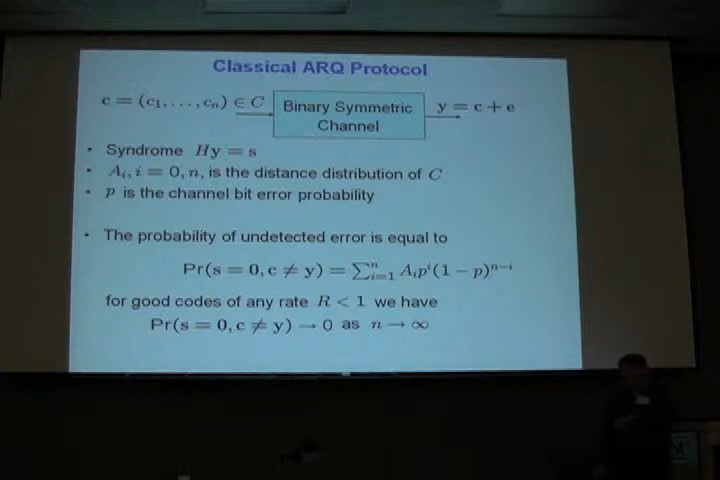 Classical ARQ Protocol
c = (c₁, . . . , cₙ) ∈ C
Binary Symmetric
Channel
y = c + e
• Syndrome Hy = s
• Aᵢ, i = 0, n, is the distance distribution of C
• p is the channel bit error probability
• The probability of undetected error is equal to
Pr(s = 0, c ≠ y) = ∑ⁿᵢ₌₁ Aᵢpⁱ(1 − p)ⁿ⁻ⁱ
for good codes of any rate R < 1 we have
Pr(s = 0, c ≠ y) → 0 as n → ∞